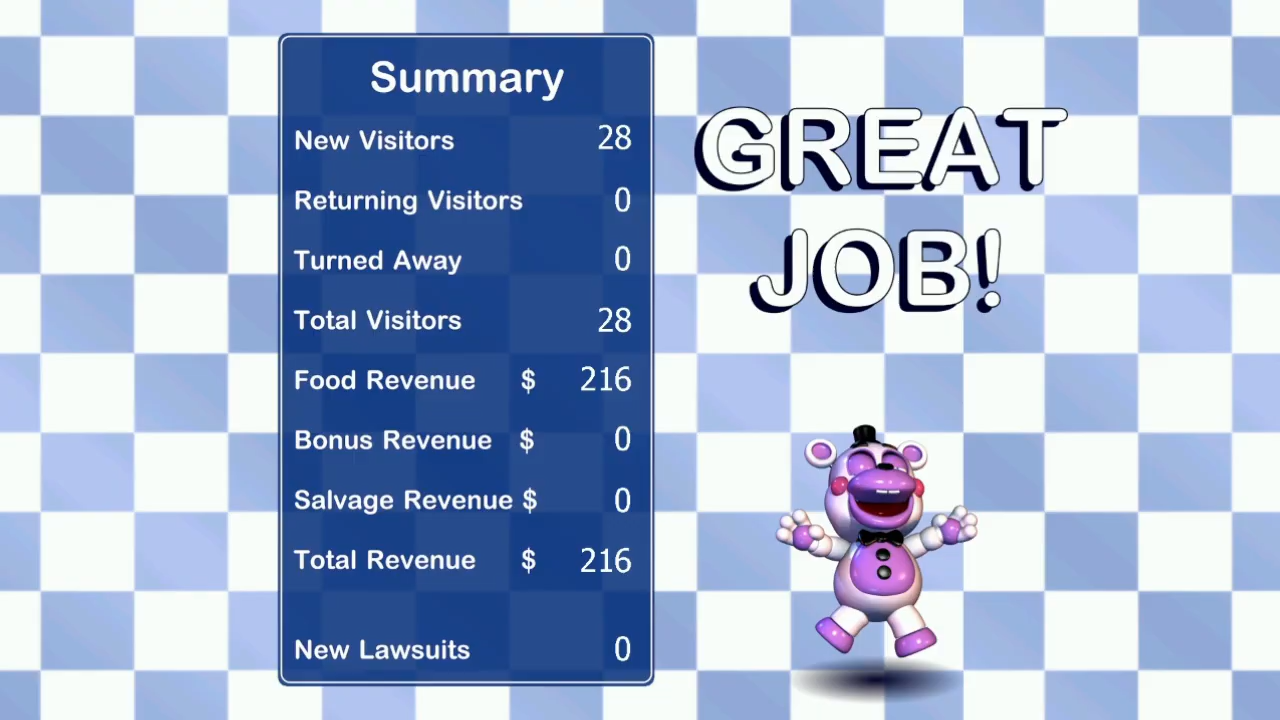 Summary
New Visitors 28
Returning Visitors 0
Turned Away 0
Total Visitors 28
Food Revenue $ 216
Bonus Revenue $ 0
Salvage Revenue $ 0
Total Revenue $ 216
New Lawsuits 0
GREAT
JOB!